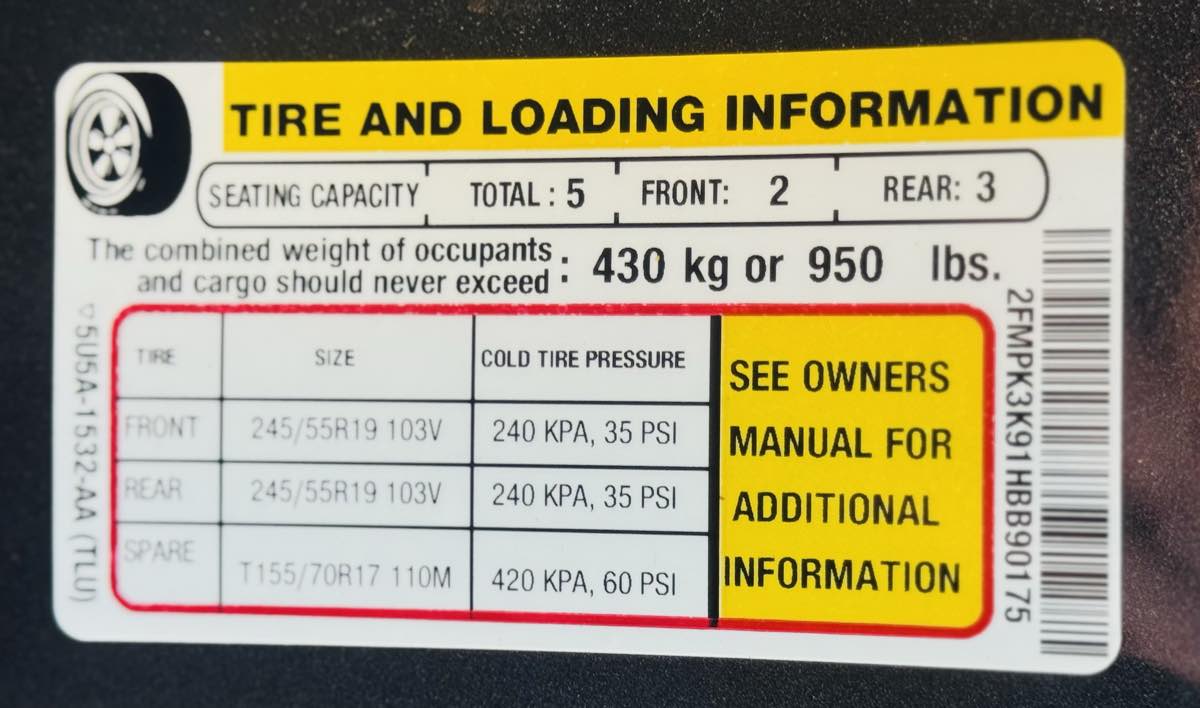 TIRE AND LOADING INFORMATION
SEATING CAPACITY TOTAL : 5 FRONT: 2 REAR: 3
The combined weight of occupants
and cargo should never exceed : 430 kg or 950 lbs.
TIRE SIZE COLD TIRE PRESSURE
FRONT 245/55R19 103V 240 KPA, 35 PSI
REAR 245/55R19 103V 240 KPA, 35 PSI
SPARE T155/70R17 110M 420 KPA, 60 PSI
SEE OWNERS
MANUAL FOR
ADDITIONAL
INFORMATION
▽5U5A-1532-AA (TLU)
2FMPK3K91HBB90175